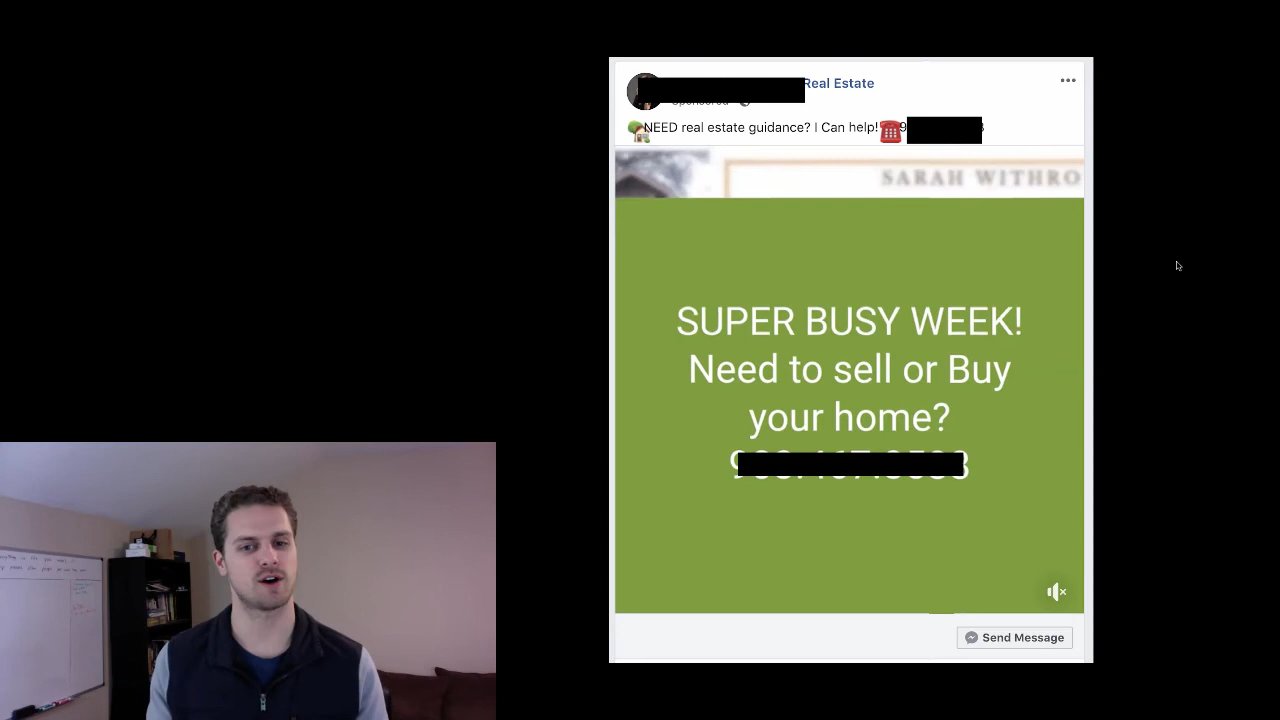 Real Estate
NEED real estate guidance? I Can help!
SARAH WITHRO
SUPER BUSY WEEK!
Need to sell or Buy
your home?
Send Message